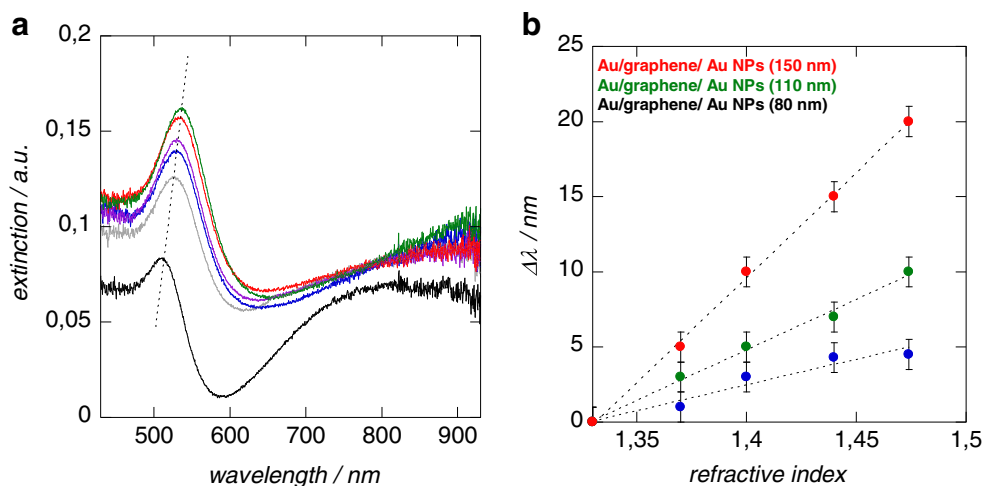 a
0,2
0,15
0,1
0,05
0
extinction / a.u.
500 600 700 800 900
wavelength / nm
b
25
20
15
10
5
0
Δλ / nm
Au/graphene/ Au NPs (150 nm)
Au/graphene/ Au NPs (110 nm)
Au/graphene/ Au NPs (80 nm)
1,35 1,4 1,45 1,5
refractive index